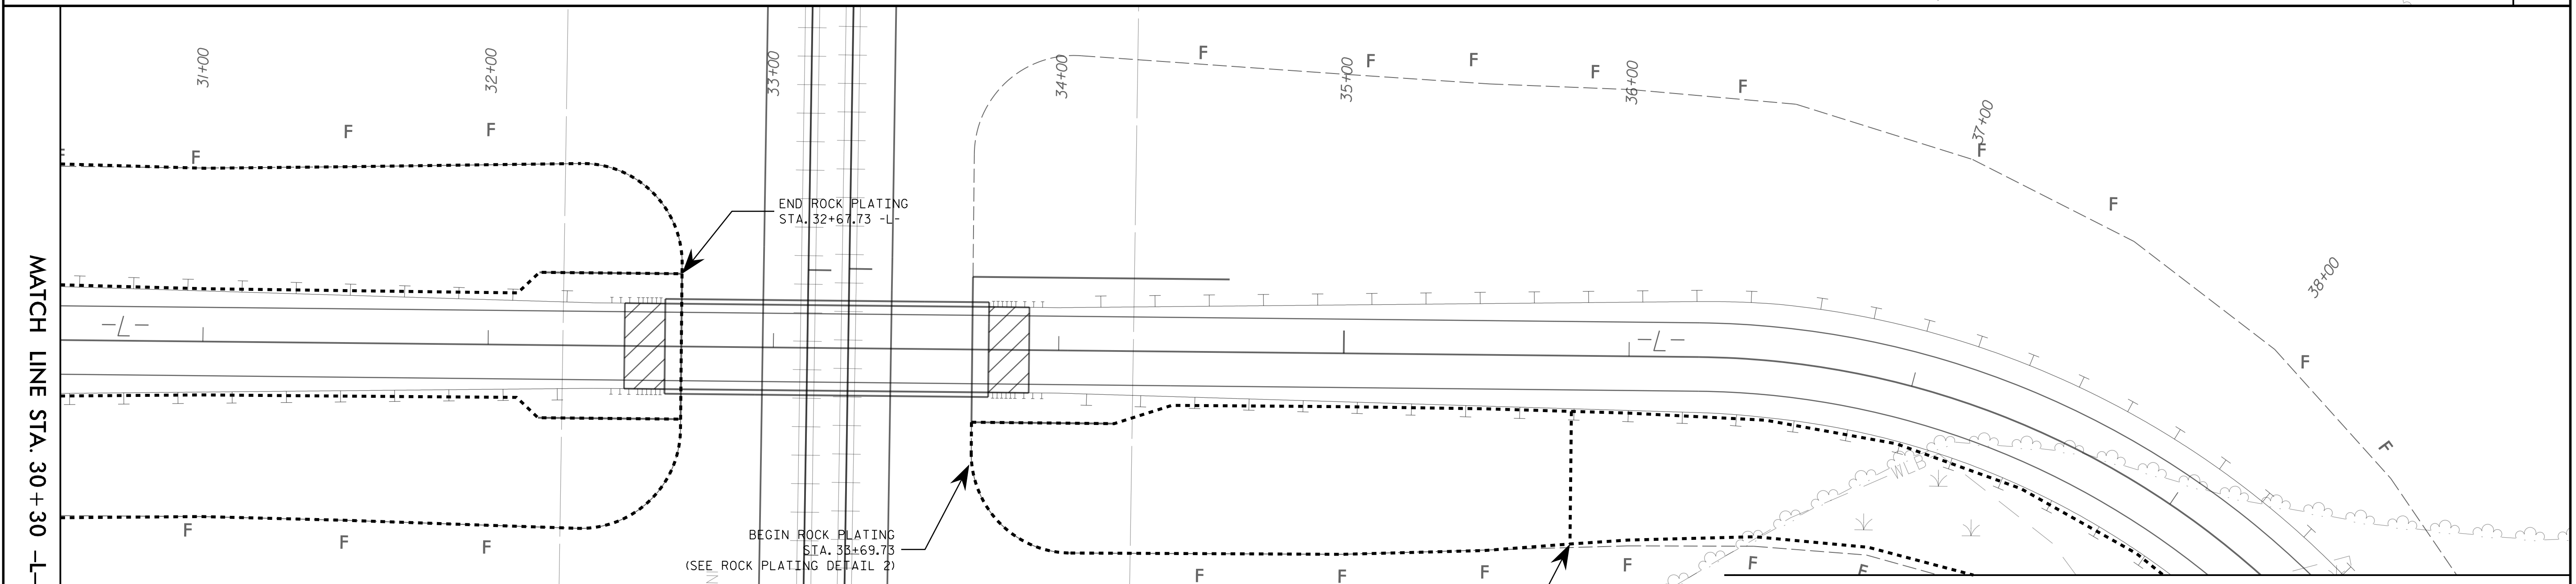 31+00
32+00
33+00
34+00
35+00
36+00
37+00
38+00
F
F
F
F
F
F
F
F
F
F
F
F
F
END ROCK PLATING
STA. 32+67.73 -L-
-L-
-L-
MATCH LINE STA. 30+30 -L-
WLB
BEGIN ROCK PLATING
STA. 33+69.73
(SEE ROCK PLATING DETAIL 2)
F
F
F
F
F
F
F
F
F